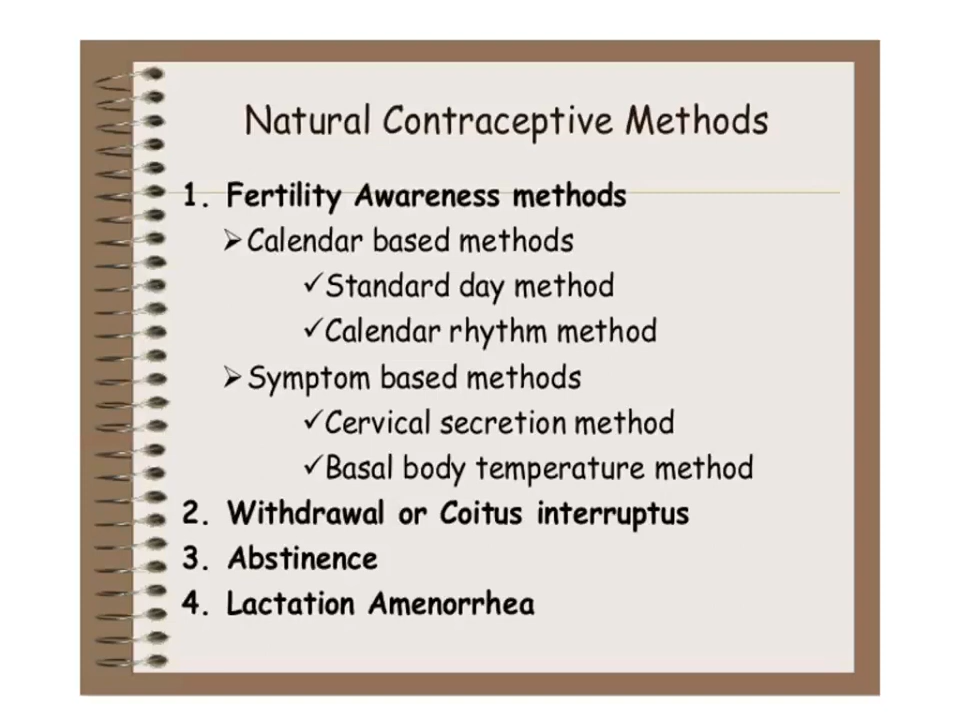 Natural Contraceptive Methods
1. Fertility Awareness methods
➢Calendar based methods
✓Standard day method
✓Calendar rhythm method
➢Symptom based methods
✓Cervical secretion method
✓Basal body temperature method
2. Withdrawal or Coitus interruptus
3. Abstinence
4. Lactation Amenorrhea